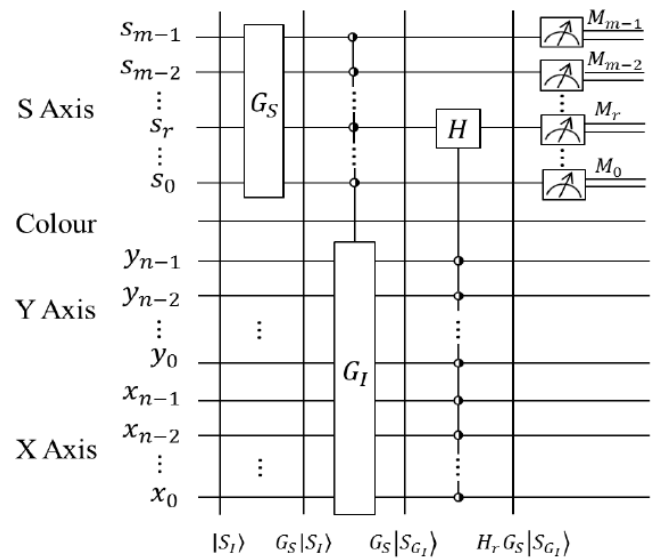 s_{m−1} M_{m−1}
s_{m−2} M_{m−2}
⋮ G_S ⋮ ⋮
S Axis s_r H M_r
⋮ ⋮ ⋮
s_0 M_0
Colour
y_{n−1}
y_{n−2}
Y Axis ⋮ ⋮ ⋮
y_0 G_I
x_{n−1}
x_{n−2}
X Axis ⋮ ⋮ ⋮
x_0
|S_I⟩ G_S|S_I⟩ G_S|S_{G_I}⟩ H_r G_S|S_{G_I}⟩